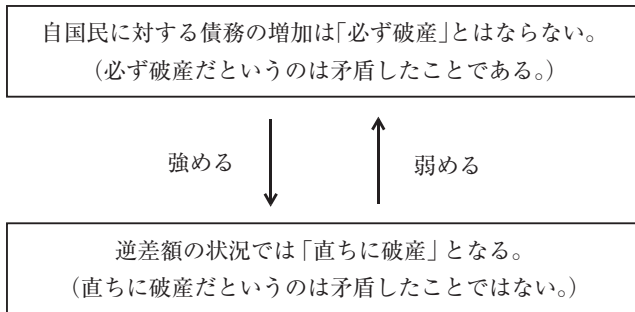 自国民に対する債務の増加は「必ず破産」とはならない。
（必ず破産だというのは矛盾したことである。）
強める
弱める
逆差額の状況では「直ちに破産」となる。
（直ちに破産だというのは矛盾したことではない。）